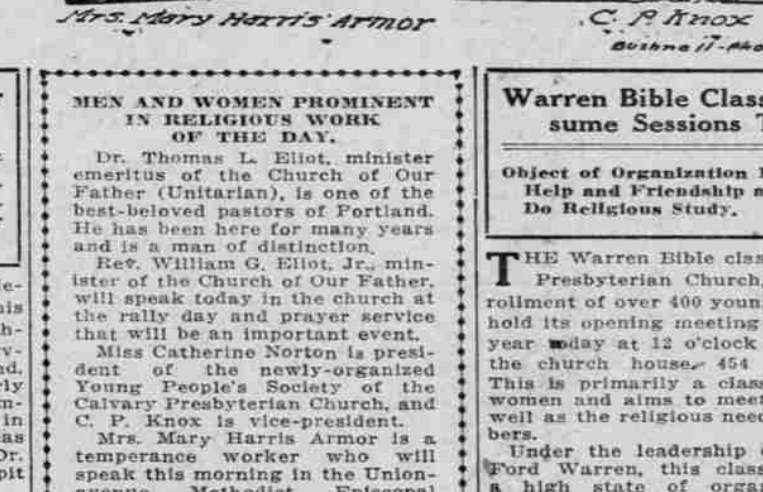 Mrs. Mary Harris Armor
C. P. Knox
MEN AND WOMEN PROMINENT
IN RELIGIOUS WORK
OF THE DAY.
Dr. Thomas L. Eliot, minister
emeritus of the Church of Our
Father (Unitarian), is one of the
best-beloved pastors of Portland.
He has been here for many years
and is a man of distinction.
Rev. William G. Eliot, Jr., min-
ister of the Church of Our Father,
will speak today in the church at
the rally day and prayer service
that will be an important event.
Miss Catherine Norton is presi-
dent of the newly-organized
Young People's Society of the
Calvary Presbyterian Church, and
C. P. Knox is vice-president.
Mrs. Mary Harris Armor is a
temperance worker who will
speak this morning in the Union-
avenue Methodist Episcopal
Warren Bible Class
sume Sessions T
Object of Organization
Help and Friendship
Do Religious Study.
THE Warren Bible clas
Presbyterian Church,
rollment of over 400 youn
hold its opening meeting
year today at 12 o'clock
the church house, 454
This is primarily a class
women and aims to meet
well as the religious need
bers.
Under the leadership
Ford Warren, this class
a high state of organ